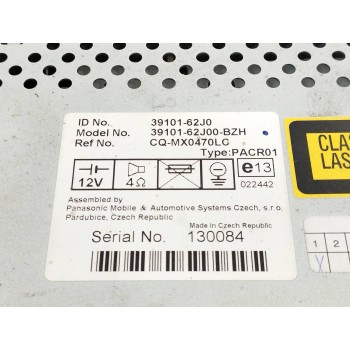 ID No. 39101-62J0
Model No. 39101-62J00-BZH
Ref No. CQ-MX0470LC
Type:PACR01
12V 4Ω e13
022442
Assembled by
Panasonic Mobile & Automotive Systems Czech, s.r.o.
Pardubice, Czech Republic
Made in Czech Republic
Serial No. 130084
CLA
LAS
1 2